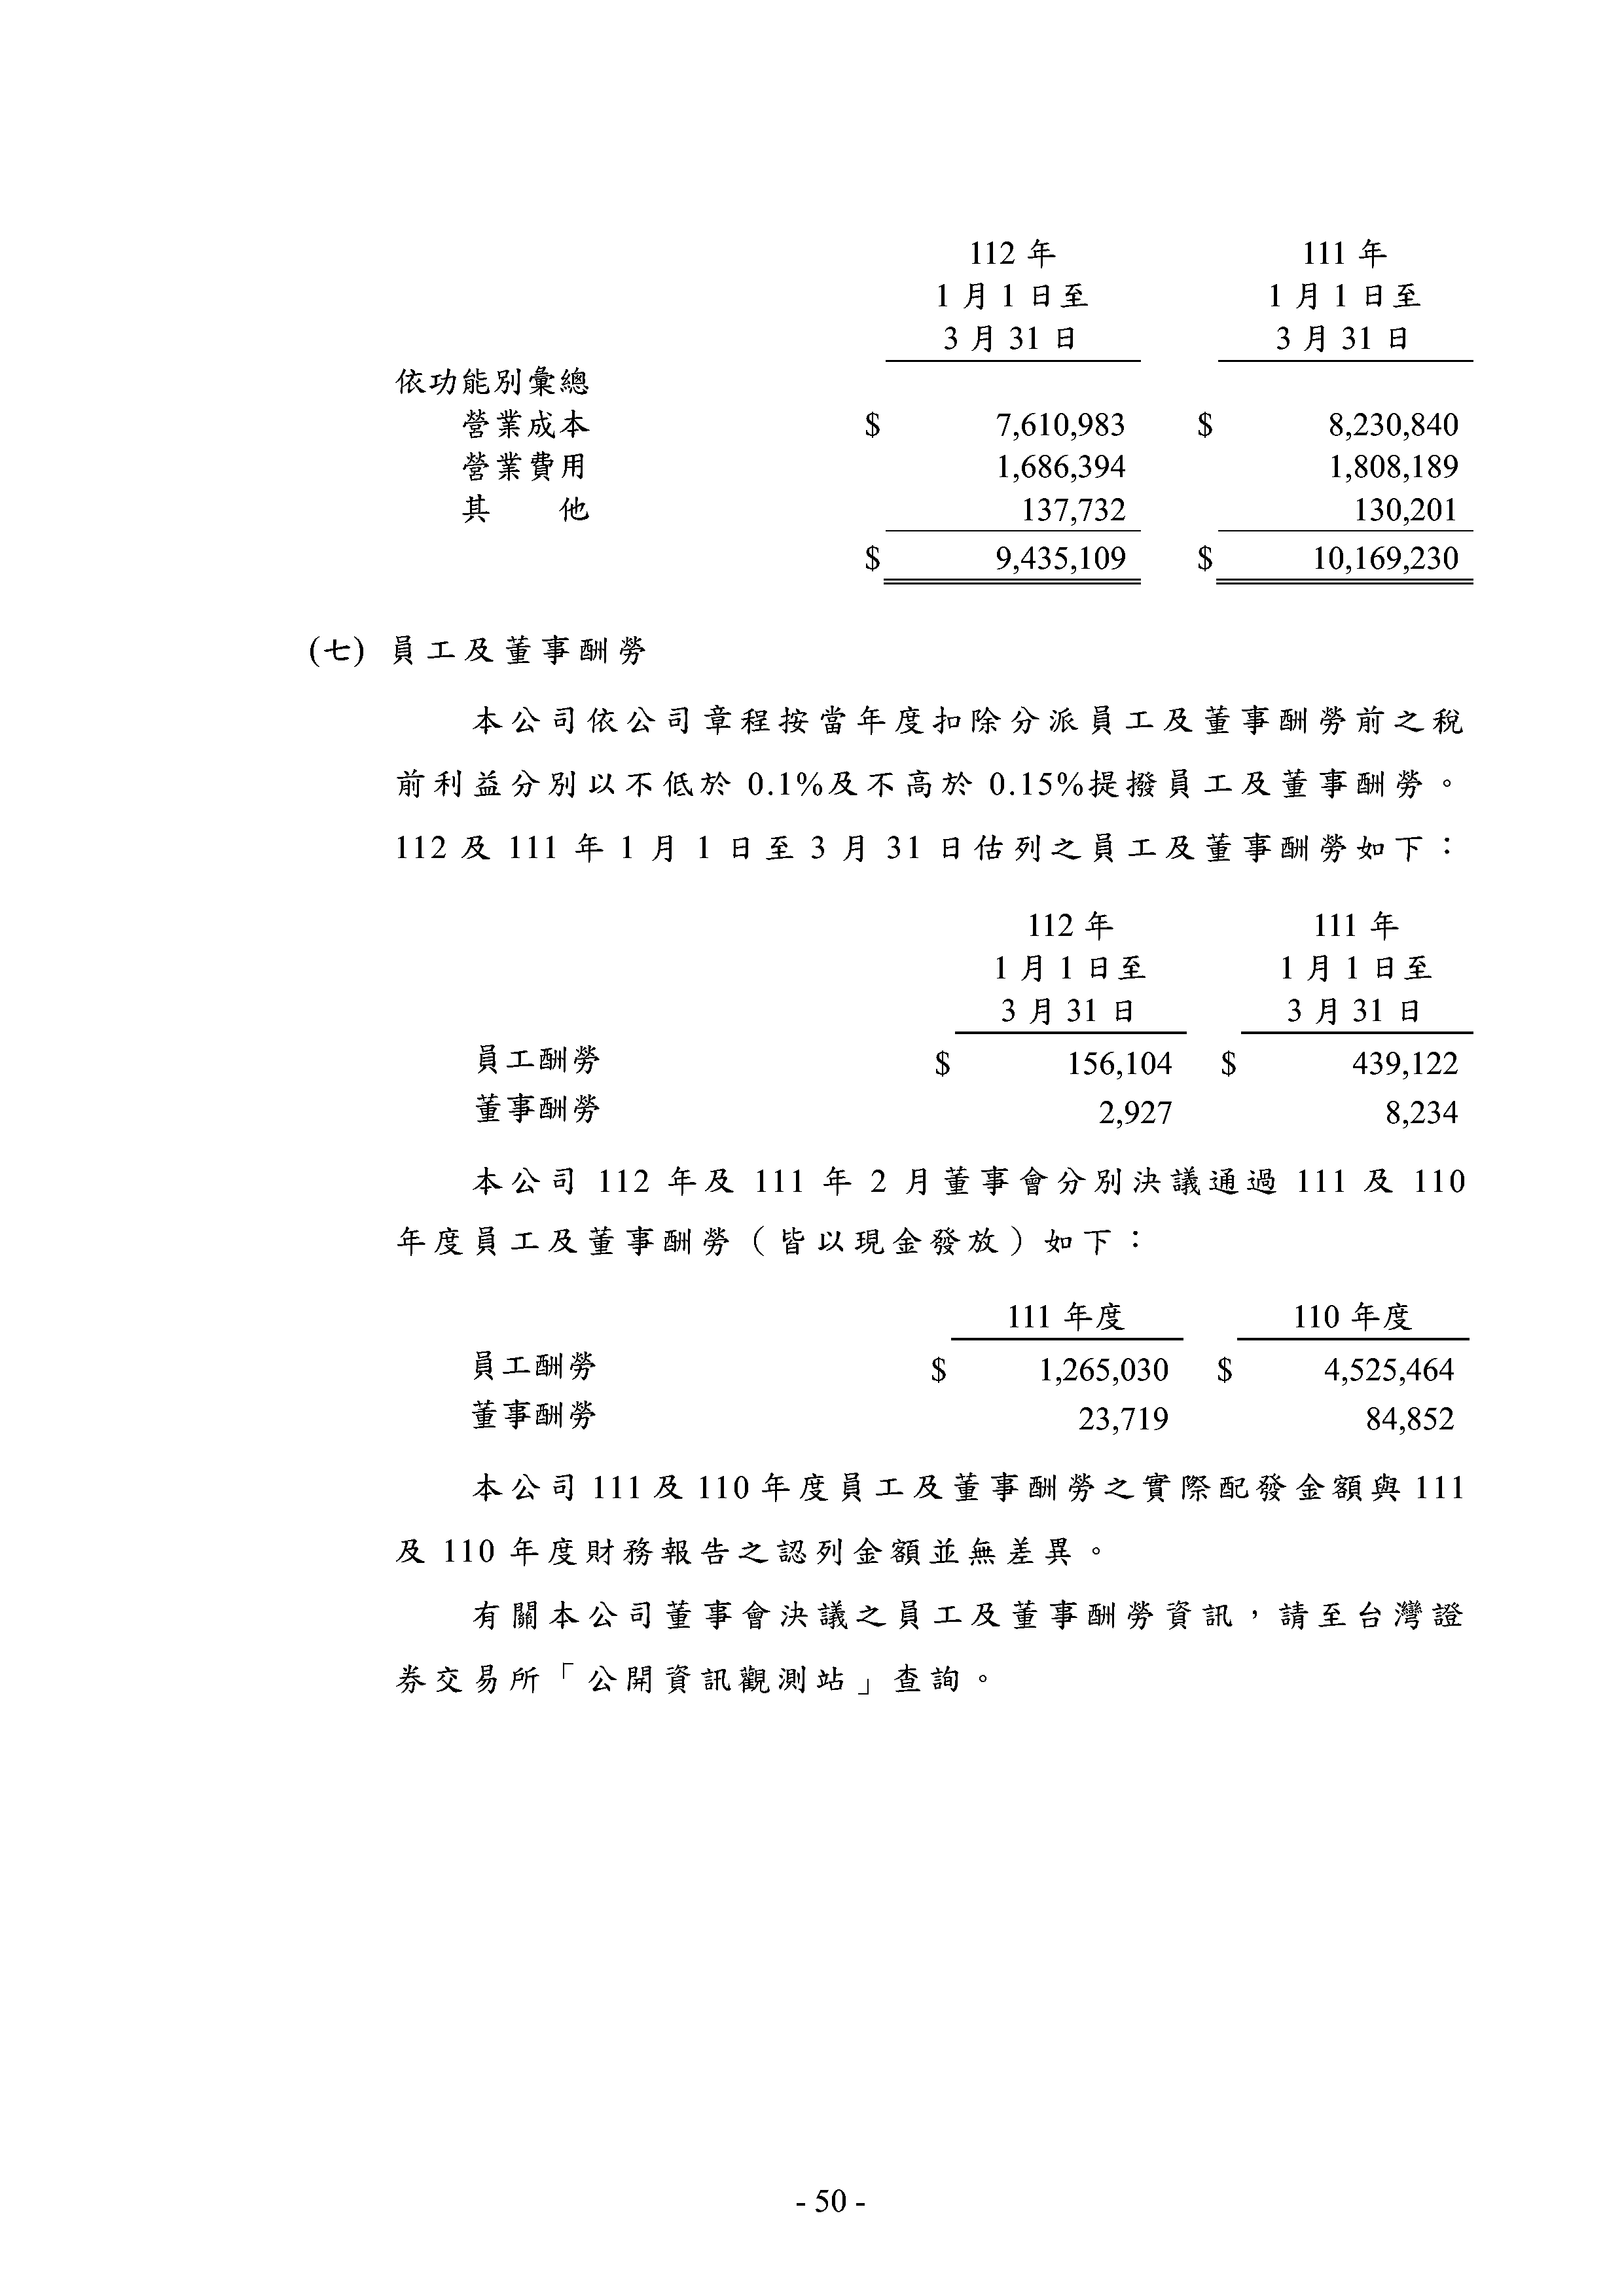 112 年 111 年
1 月 1 日至 1 月 1 日至
3 月 31 日 3 月 31 日
依功能別彙總
營業成本 $ 7,610,983 $ 8,230,840
營業費用 1,686,394 1,808,189
其 他 137,732 130,201
$ 9,435,109 $ 10,169,230
(七) 員工及董事酬勞
本公司依公司章程按當年度扣除分派員工及董事酬勞前之稅
前利益分別以不低於 0.1%及不高於 0.15%提撥員工及董事酬勞。
112 及 111 年 1 月 1 日至 3 月 31 日估列之員工及董事酬勞如下：
112 年 111 年
1 月 1 日至 1 月 1 日至
3 月 31 日 3 月 31 日
員工酬勞 $ 156,104 $ 439,122
董事酬勞 2,927 8,234
本公司 112 年及 111 年 2 月董事會分別決議通過 111 及 110
年度員工及董事酬勞（皆以現金發放）如下：
111 年度 110 年度
員工酬勞 $ 1,265,030 $ 4,525,464
董事酬勞 23,719 84,852
本公司 111 及 110 年度員工及董事酬勞之實際配發金額與 111
及 110 年度財務報告之認列金額並無差異。
有關本公司董事會決議之員工及董事酬勞資訊，請至台灣證
券交易所「公開資訊觀測站」查詢。
- 50 -